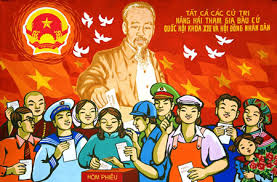 TẤT CẢ CÁC CỬ TRI
HĂNG HÁI THAM GIA BẦU CỬ
QUỐC HỘI KHÓA XIII VÀ HỘI ĐỒNG NHÂN DÂN
HÒM PHIẾU